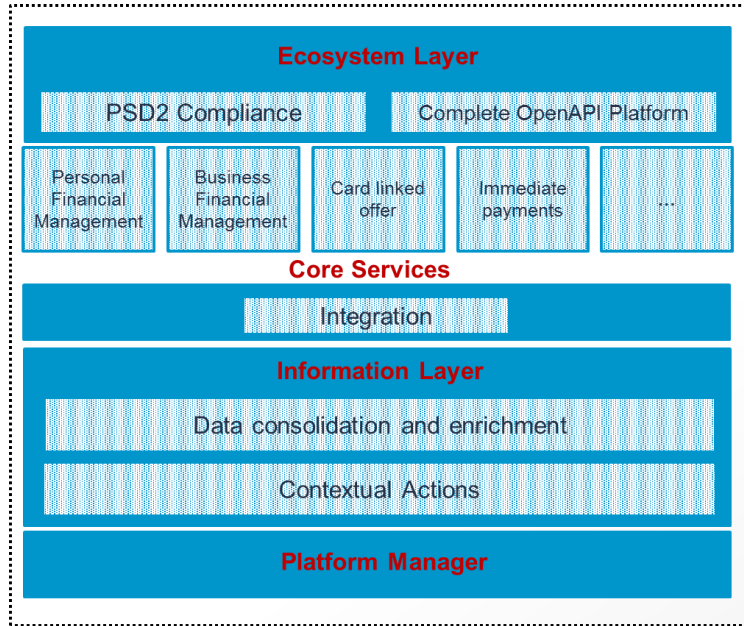 Ecosystem Layer
PSD2 Compliance
Complete OpenAPI Platform
Personal
Financial
Management
Business
Financial
Management
Card linked
offer
Immediate
payments
...
Core Services
Integration
Information Layer
Data consolidation and enrichment
Contextual Actions
Platform Manager